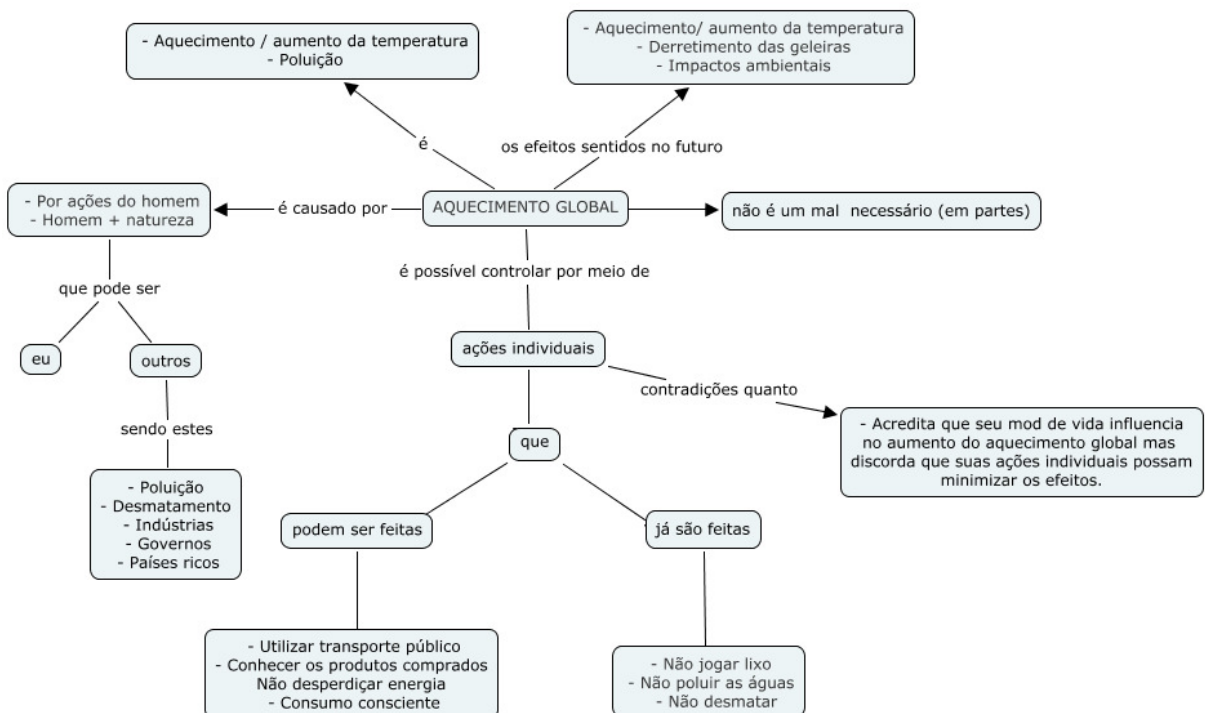 - Aquecimento / aumento da temperatura
- Poluição
- Aquecimento/ aumento da temperatura
- Derretimento das geleiras
- Impactos ambientais
é
os efeitos sentidos no futuro
- Por ações do homem
- Homem + natureza
é causado por
AQUECIMENTO GLOBAL
não é um mal necessário (em partes)
que pode ser
é possível controlar por meio de
eu
outros
ações individuais
contradições quanto
sendo estes
- Acredita que seu mod de vida influencia
no aumento do aquecimento global mas
discorda que suas ações individuais possam
minimizar os efeitos.
que
- Poluição
- Desmatamento
- Indústrias
- Governos
- Países ricos
podem ser feitas
já são feitas
- Utilizar transporte público
- Conhecer os produtos comprados
Não desperdiçar energia
- Consumo consciente
- Não jogar lixo
- Não poluir as águas
- Não desmatar